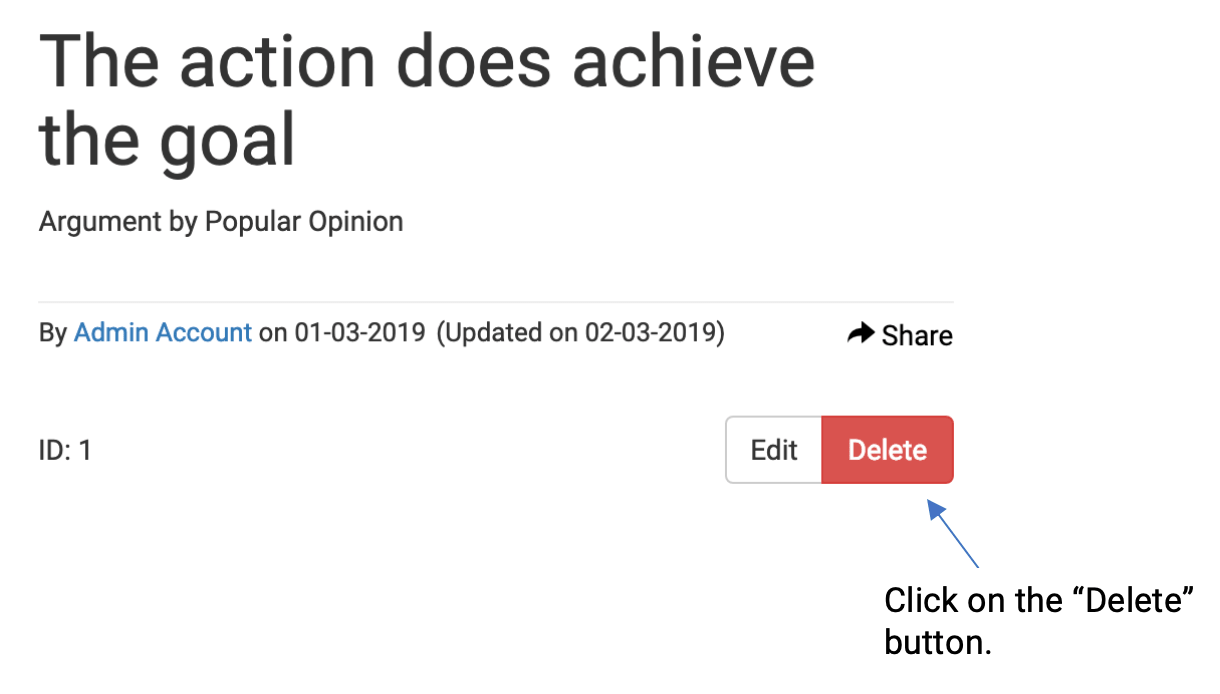 The action does achieve
the goal
Argument by Popular Opinion
By Admin Account on 01-03-2019 (Updated on 02-03-2019)
Share
ID: 1
Edit
Delete
Click on the “Delete”
button.